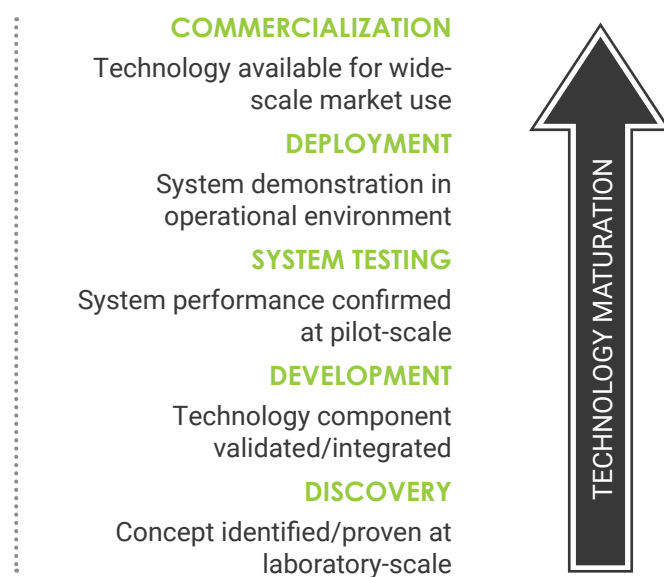 COMMERCIALIZATION
Technology available for wide-
scale market use
DEPLOYMENT
System demonstration in
operational environment
SYSTEM TESTING
System performance confirmed
at pilot-scale
DEVELOPMENT
Technology component
validated/integrated
DISCOVERY
Concept identified/proven at
laboratory-scale
TECHNOLOGY MATURATION